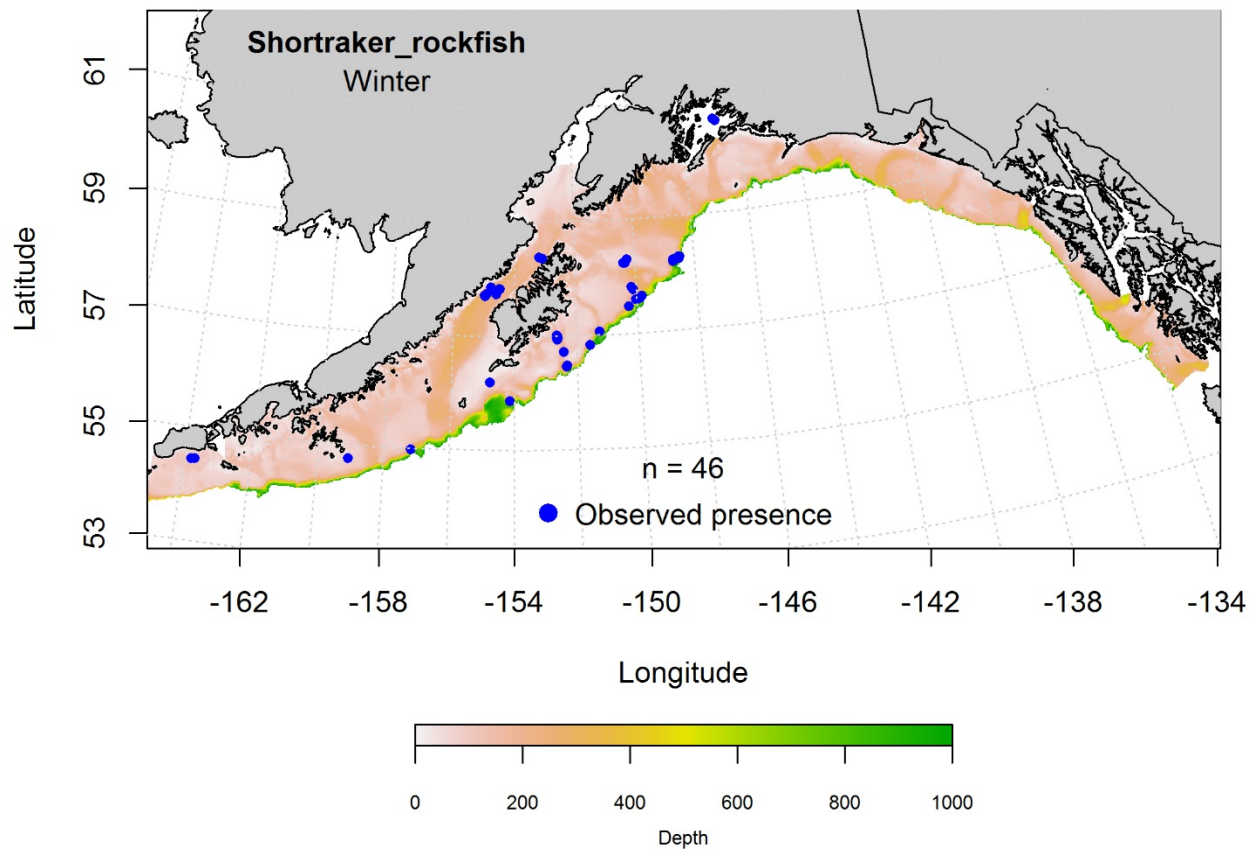 Shortraker_rockfish
Winter
61
59
57
55
53
Latitude
n = 46
Observed presence
-162 -158 -154 -150 -146 -142 -138 -134
Longitude
0 200 400 600 800 1000
Depth